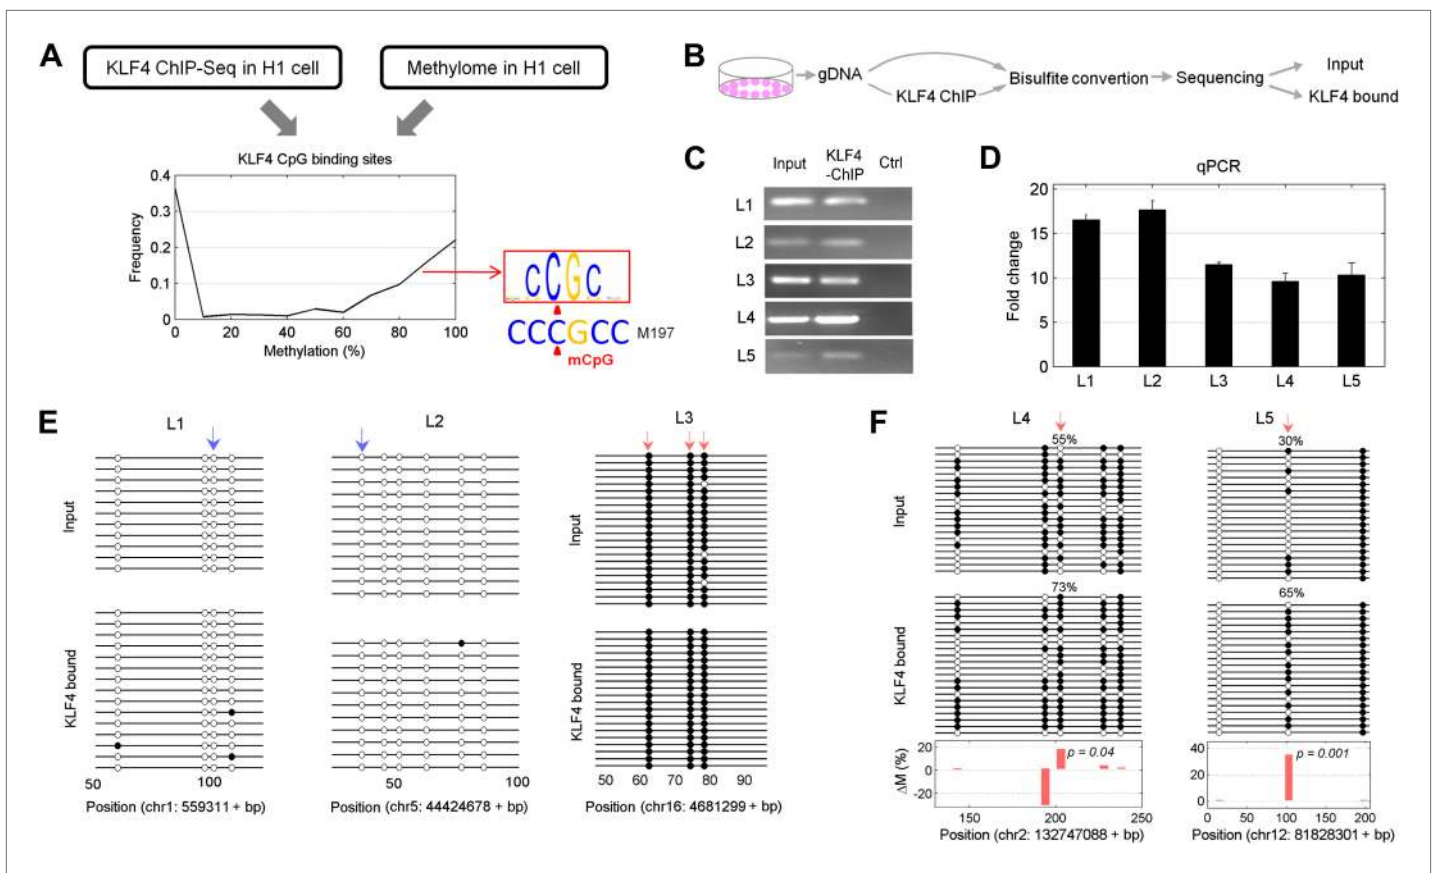 A
KLF4 ChIP-Seq in H1 cell
Methylome in H1 cell
KLF4 CpG binding sites
0.4
0.3
0.2
0.1
0
Frequency
0 20 40 60 80 100
Methylation (%)
CCGC
CCCGCC M197
mCpG
B
gDNA
KLF4 ChIP
Bisulfite convertion
Sequencing
Input
KLF4 bound
C
Input KLF4 -ChIP Ctrl
L1
L2
L3
L4
L5
D
qPCR
20
15
10
5
0
Fold change
L1 L2 L3 L4 L5
E
L1
L2
L3
Input
Input
KLF4 bound
KLF4 bound
50 100
Position (chr1: 559311 + bp)
50 100
Position (chr5: 44424678 + bp)
50 60 70 80 90
Position (chr16: 4681299 + bp)
F
L4
L5
55%
30%
Input
73%
65%
KLF4 bound
20
0
-20
ΔM (%)
p = 0.04
150 200 250
Position (chr2: 132747088 + bp)
40
20
0
p = 0.001
0 50 100 150 200
Position (chr12: 81828301 + bp)